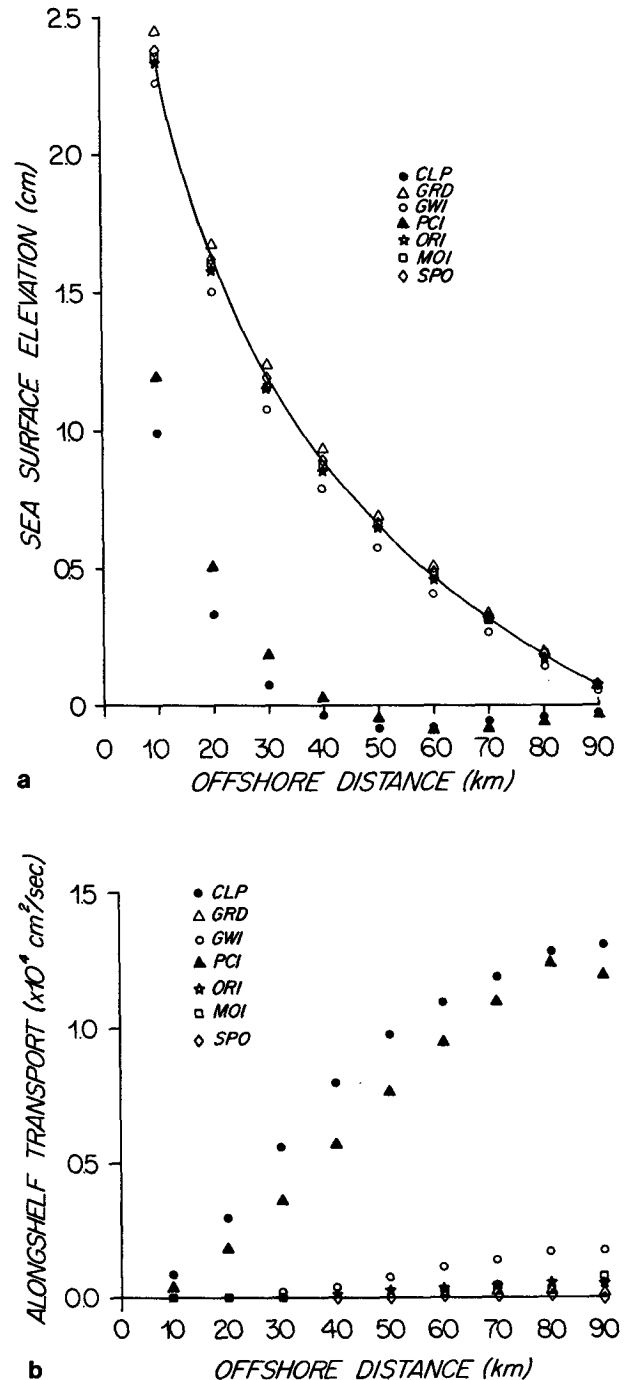 SEA SURFACE ELEVATION (cm)
2.5
2.0
1.5
1.0
0.5
0
CLP
GRD
GWI
PCI
ORI
MOI
SPO
0 10 20 30 40 50 60 70 80 90
OFFSHORE DISTANCE (km)
a
ALONGSHELF TRANSPORT (x10⁴ cm²/sec)
1.5
1.0
0.5
0.0
CLP
GRD
GWI
PCI
ORI
MOI
SPO
0 10 20 30 40 50 60 70 80 90
OFFSHORE DISTANCE (km)
b